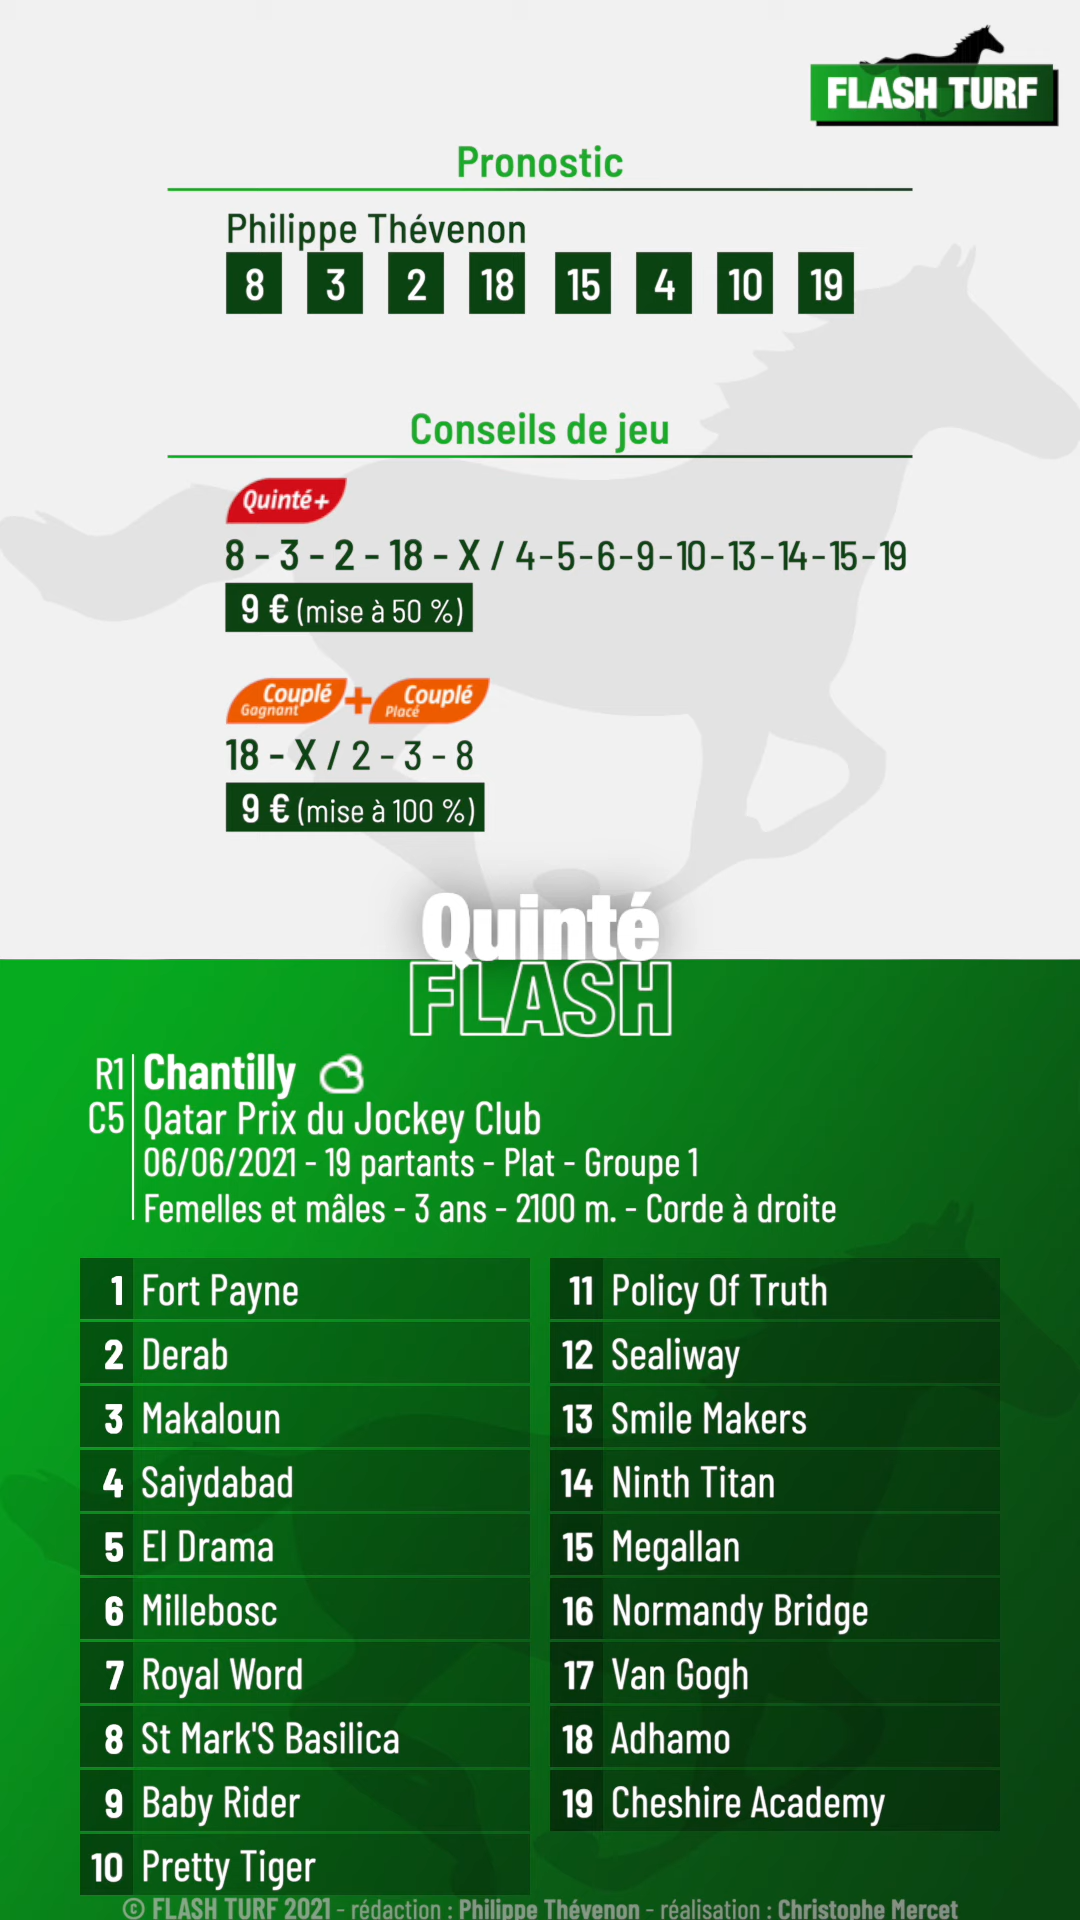 FLASH TURF
Pronostic
Philippe Thévenon
8 3 2 18 15 4 10 19
Conseils de jeu
Quinté+
8 - 3 - 2 - 18 - X / 4-5-6-9-10-13-14-15-19
9 € (mise à 50 %)
Couplé Gagnant + Couplé Placé
18 - X / 2 - 3 - 8
9 € (mise à 100 %)
Quinté
FLASH
R1 Chantilly
C5 Qatar Prix du Jockey Club
06/06/2021 - 19 partants - Plat - Groupe 1
Femelles et mâles - 3 ans - 2100 m. - Corde à droite
1 Fort Payne
2 Derab
3 Makaloun
4 Saiydabad
5 El Drama
6 Millebosc
7 Royal Word
8 St Mark'S Basilica
9 Baby Rider
10 Pretty Tiger
11 Policy Of Truth
12 Sealiway
13 Smile Makers
14 Ninth Titan
15 Megallan
16 Normandy Bridge
17 Van Gogh
18 Adhamo
19 Cheshire Academy
© FLASH TURF 2021 - rédaction : Philippe Thévenon - réalisation : Christophe Mercet